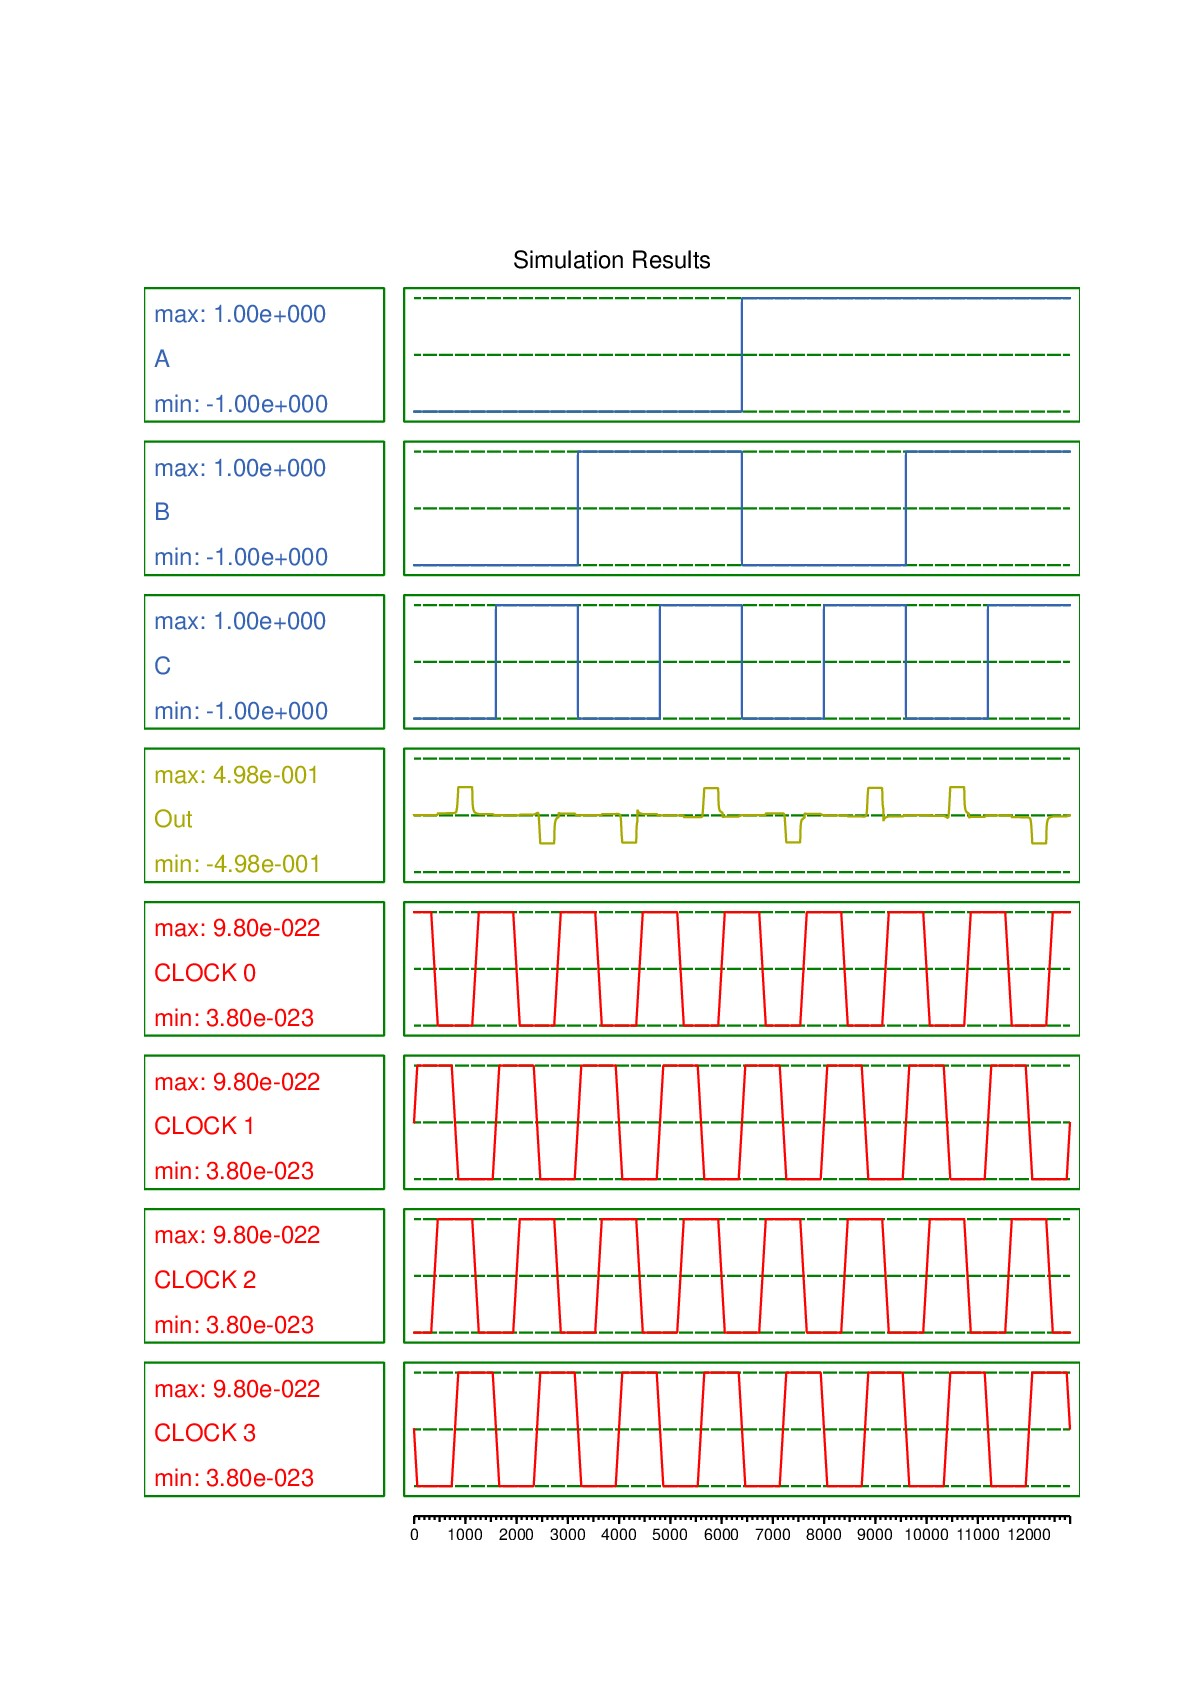 Simulation Results
max: 1.00e+000
A
min: -1.00e+000
max: 1.00e+000
B
min: -1.00e+000
max: 1.00e+000
C
min: -1.00e+000
max: 4.98e-001
Out
min: -4.98e-001
max: 9.80e-022
CLOCK 0
min: 3.80e-023
max: 9.80e-022
CLOCK 1
min: 3.80e-023
max: 9.80e-022
CLOCK 2
min: 3.80e-023
max: 9.80e-022
CLOCK 3
min: 3.80e-023
0 1000 2000 3000 4000 5000 6000 7000 8000 9000 10000 11000 12000